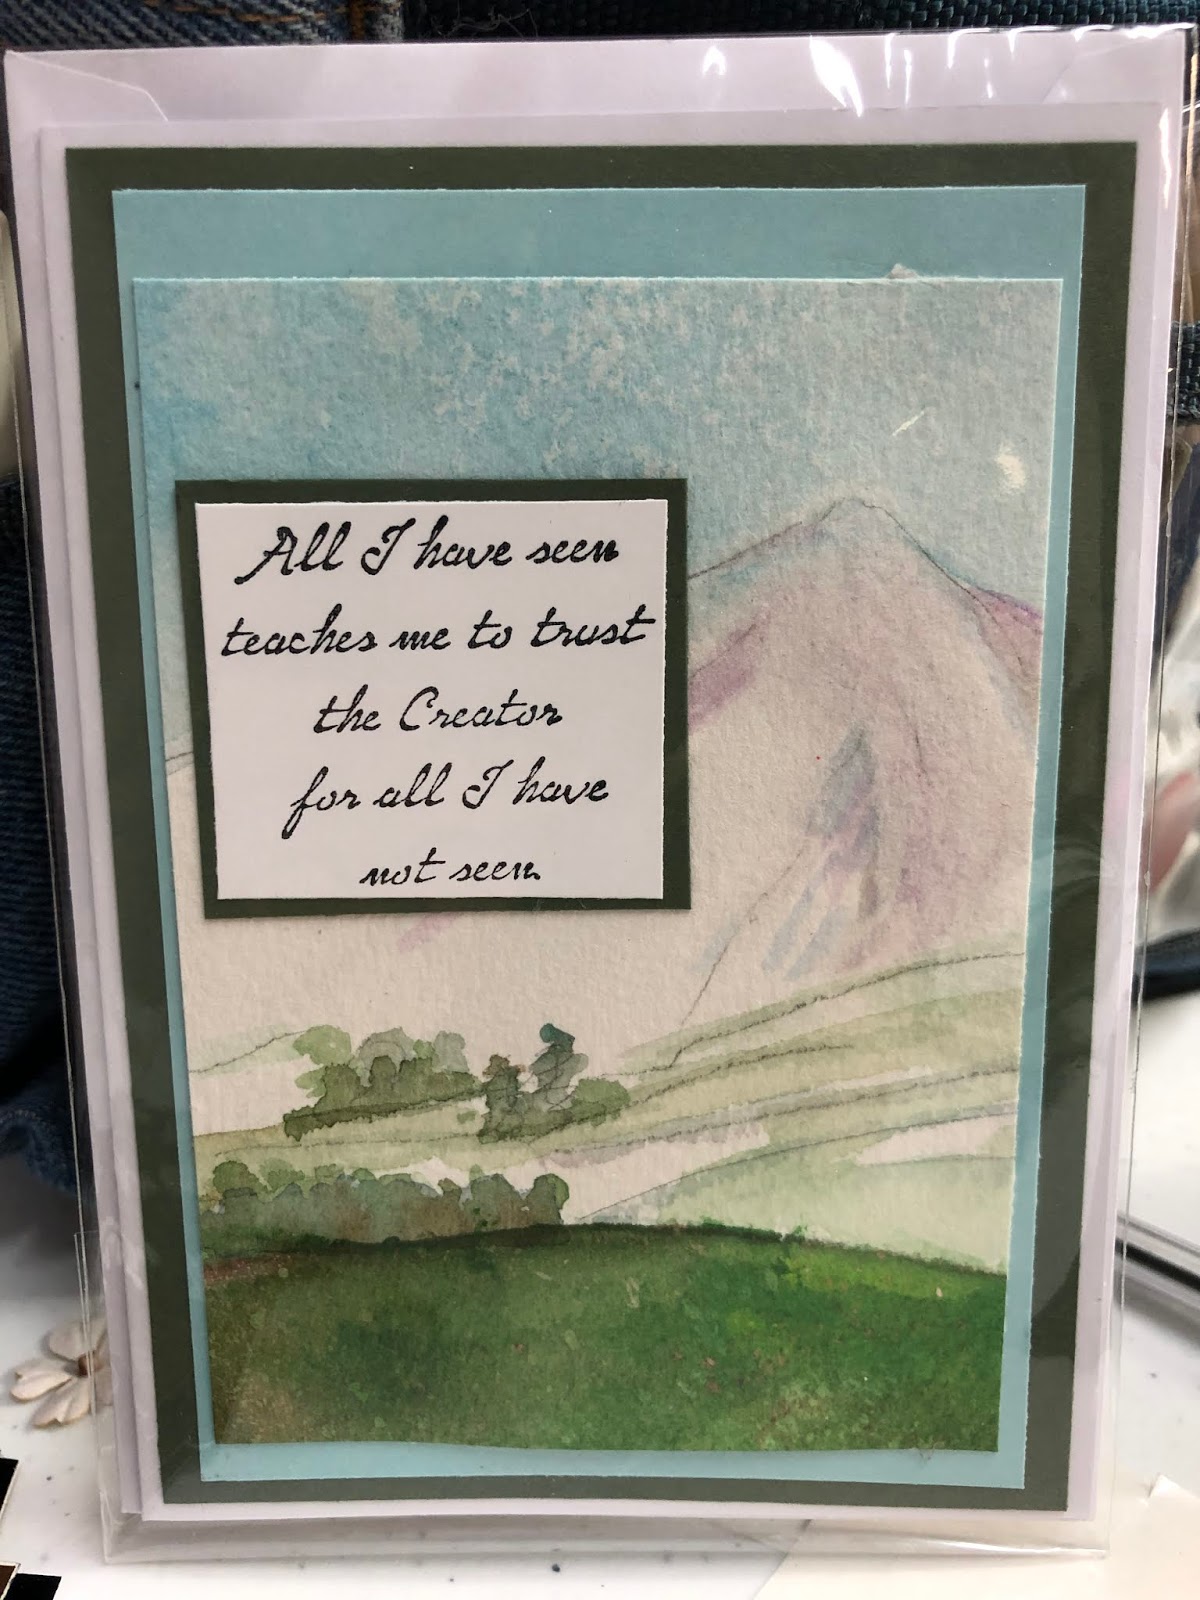 All I have seen
teaches me to trust
the Creator
for all I have
not seen.